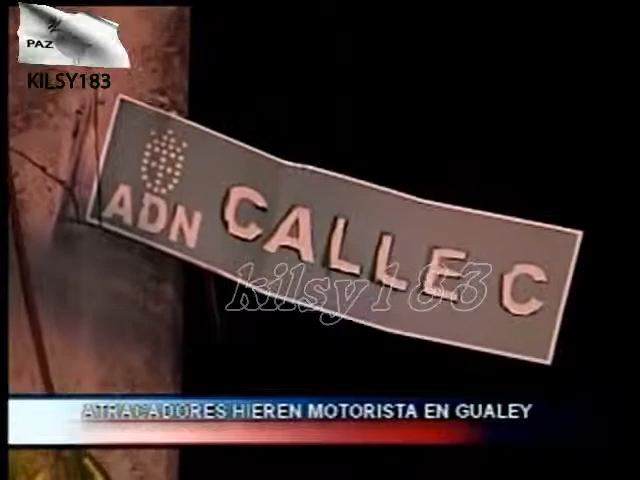 PAZ
KILSY183
ADN CALLE C
kilsy183
ATRACADORES HIEREN MOTORISTA EN GUALEY